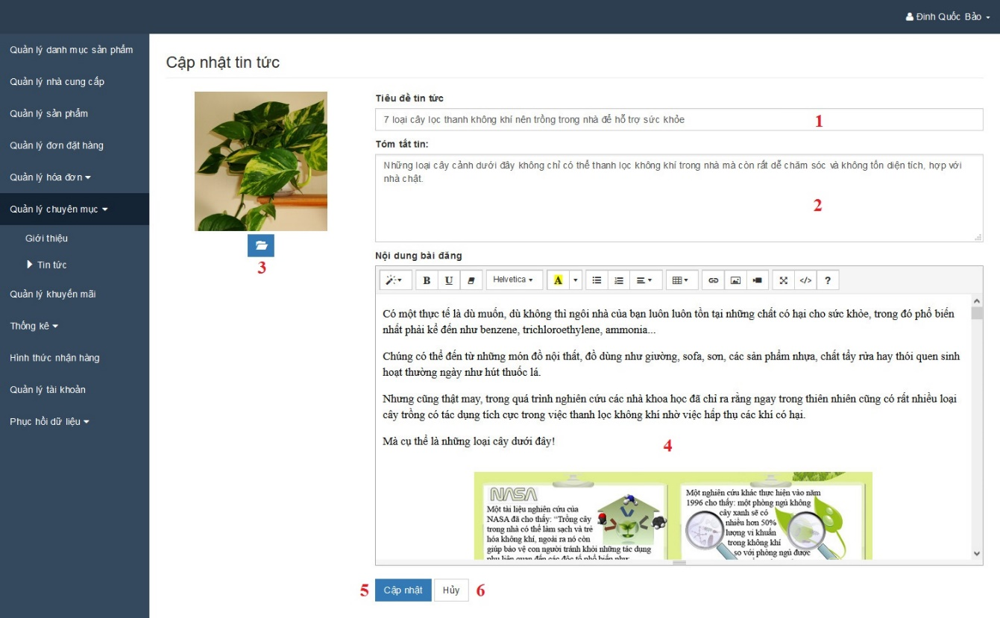 Đinh Quốc Bảo
Quản lý danh mục sản phẩm
Quản lý nhà cung cấp
Quản lý sản phẩm
Quản lý đơn đặt hàng
Quản lý hóa đơn
Quản lý chuyên mục
Giới thiệu
Tin tức
Quản lý khuyến mãi
Thống kê
Hình thức nhận hàng
Quản lý tài khoản
Phục hồi dữ liệu
Cập nhật tin tức
3
Tiêu đề tin tức
7 loại cây lọc thanh không khí nên trồng trong nhà để hỗ trợ sức khỏe
1
Tóm tắt tin:
Những loại cây cảnh dưới đây không chỉ có thể thanh lọc không khí trong nhà mà còn rất dễ chăm sóc và không tốn diện tích, hợp với
nhà chật.
2
Nội dung bài đăng
B U Helvetica A </> ?
Có một thực tế là dù muốn, dù không thì ngôi nhà của bạn luôn luôn tồn tại những chất có hại cho sức khỏe, trong đó phổ biến
nhất phải kể đến như benzene, trichloroethylene, ammonia...
Chúng có thể đến từ những món đồ nội thất, đồ dùng như giường, sofa, sơn, các sản phẩm nhựa, chất tẩy rửa hay thói quen sinh
hoạt thường ngày như hút thuốc lá.
Nhưng cũng thật may, trong quá trình nghiên cứu các nhà khoa học đã chỉ ra rằng ngay trong thiên nhiên cũng có rất nhiều loại
cây trồng có tác dụng tích cực trong việc thanh lọc không khí nhờ việc hấp thụ các khí có hại.
Mà cụ thể là những loại cây dưới đây!
4
NASA
Một tài liệu nghiên cứu của
NASA đã cho thấy: “Trồng cây
trong nhà có thể làm sạch và trẻ
hóa không khí, ngoài ra nó còn
giúp bảo vệ con người tránh khỏi những tác dụng
phụ liên quan đến các độc tố phổ biến như:
Một nghiên cứu khác thực hiện vào năm
1996 cho thấy: một phòng ngủ không
cây xanh sẽ có
nhiều hơn 50%
lượng vi khuẩn
trong không khí
so với phòng ngủ được
5
Cập nhật
Hủy
6